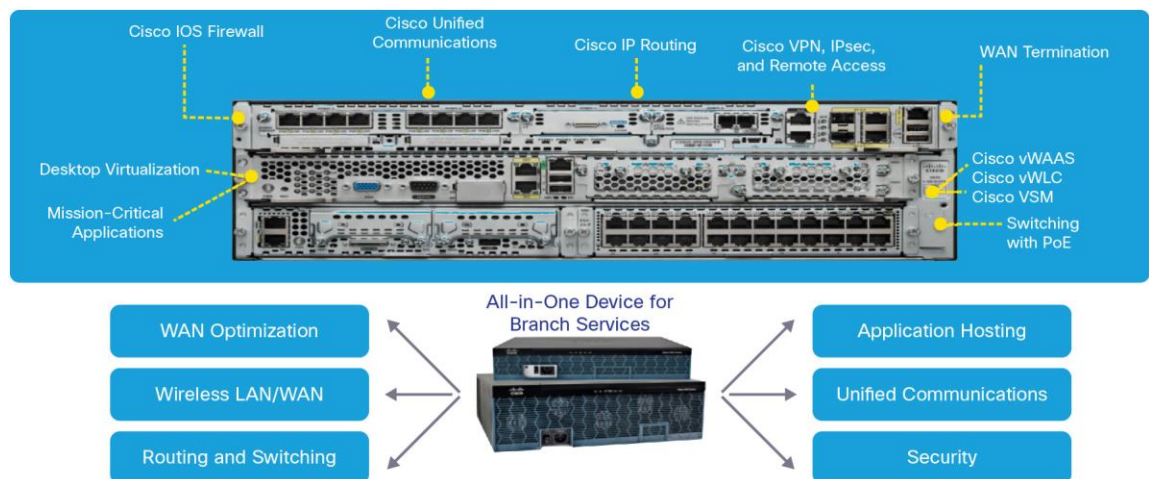 Cisco IOS Firewall
Cisco Unified
Communications
Cisco IP Routing
Cisco VPN, IPsec,
and Remote Access
WAN Termination
Desktop Virtualization
Mission-Critical
Applications
Cisco vWAAS
Cisco vWLC
Cisco VSM
Switching
with PoE
All-in-One Device for
Branch Services
WAN Optimization
Wireless LAN/WAN
Routing and Switching
Application Hosting
Unified Communications
Security